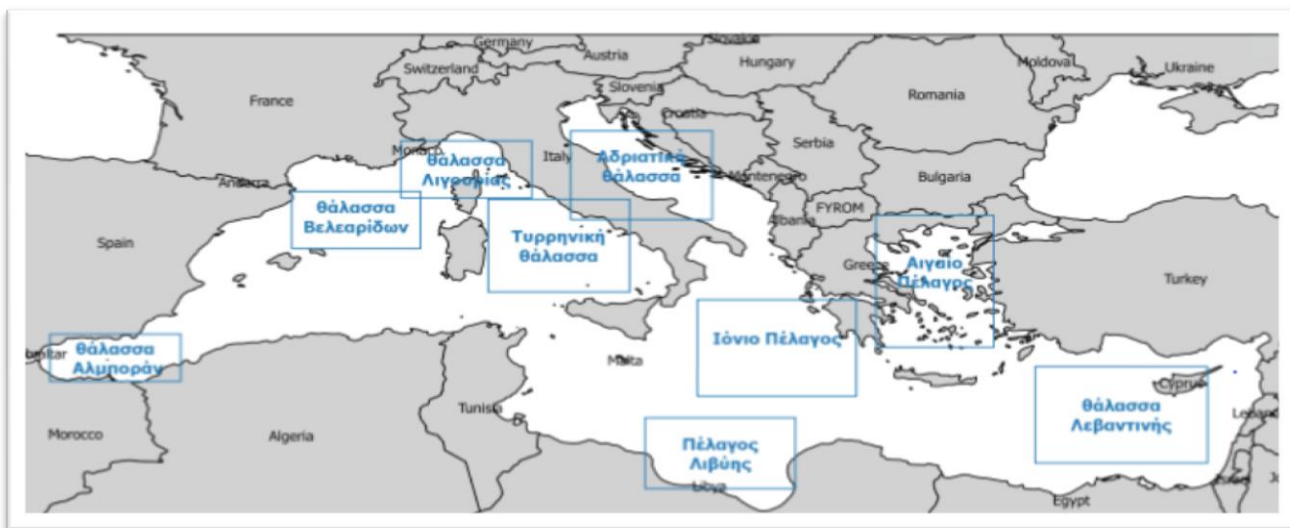 Germany
Slovakia
Austria
Switzerland
Hungary
Moldova
Ukraine
Slovenia
France
Romania
Croatia
Serbia
Monaco
θάλασσα
Λιγουρίας
Italy
Αδριατικά
θάλασσα
Montenegro
Bulgaria
Andorra
θάλασσα
Βελεαρίδων
FYROM
Albania
Spain
Τυρρηνική
θάλασσα
Greece
Αιγαίο
Πέλαγος
Turkey
Ιόνιο Πέλαγος
θάλασσα
Αλμποράν
Malta
Cyprus
Tunisia
θάλασσα
Λεβαντινής
Morocco
Algeria
Πέλαγος
Λιβύης
Libya
Egypt